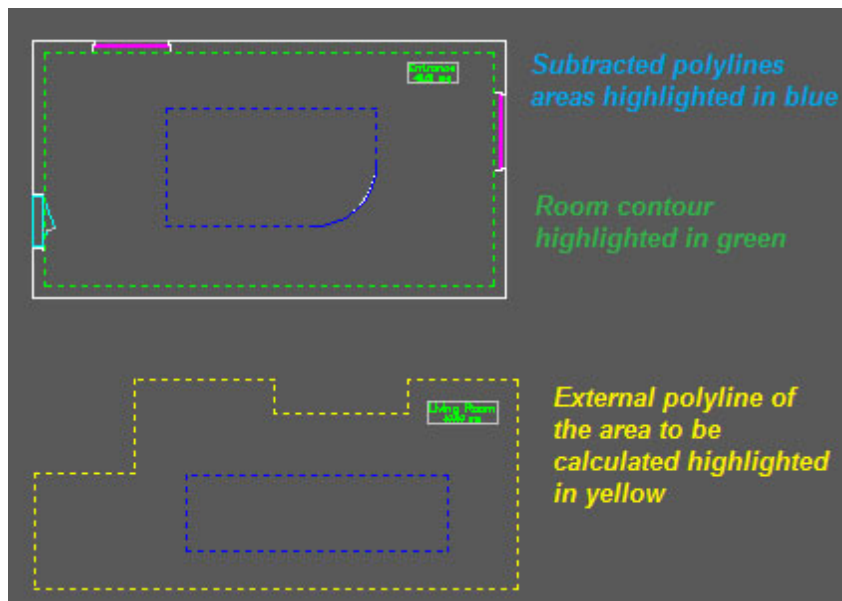 Entrance
Subtracted polylines
areas highlighted in blue
Room contour
highlighted in green
Living Room
External polyline of
the area to be
calculated highlighted
in yellow